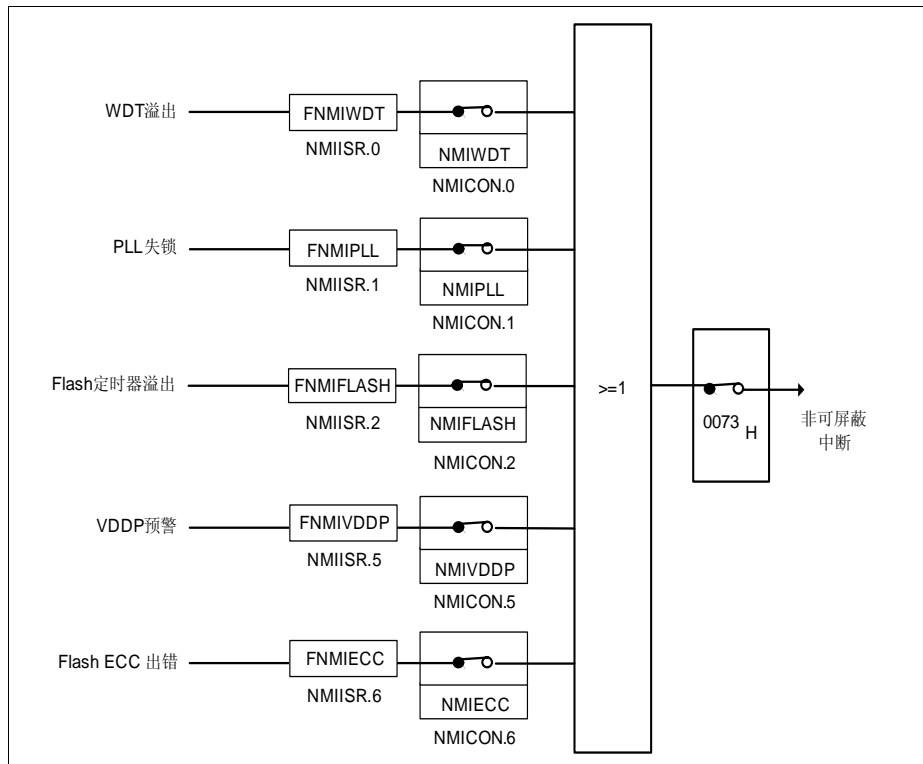 WDT溢出
FNMIWDT
NMIISR.0
NMIWDT
NMICON.0
PLL失锁
FNMIPLL
NMIISR.1
NMIPLL
NMICON.1
Flash定时器溢出
FNMIFLASH
NMIISR.2
NMIFLASH
NMICON.2
VDDP预警
FNMIVDDP
NMIISR.5
NMIVDDP
NMICON.5
Flash ECC 出错
FNMIECC
NMIISR.6
NMIECC
NMICON.6
>=1
0073 H
非可屏蔽
中断